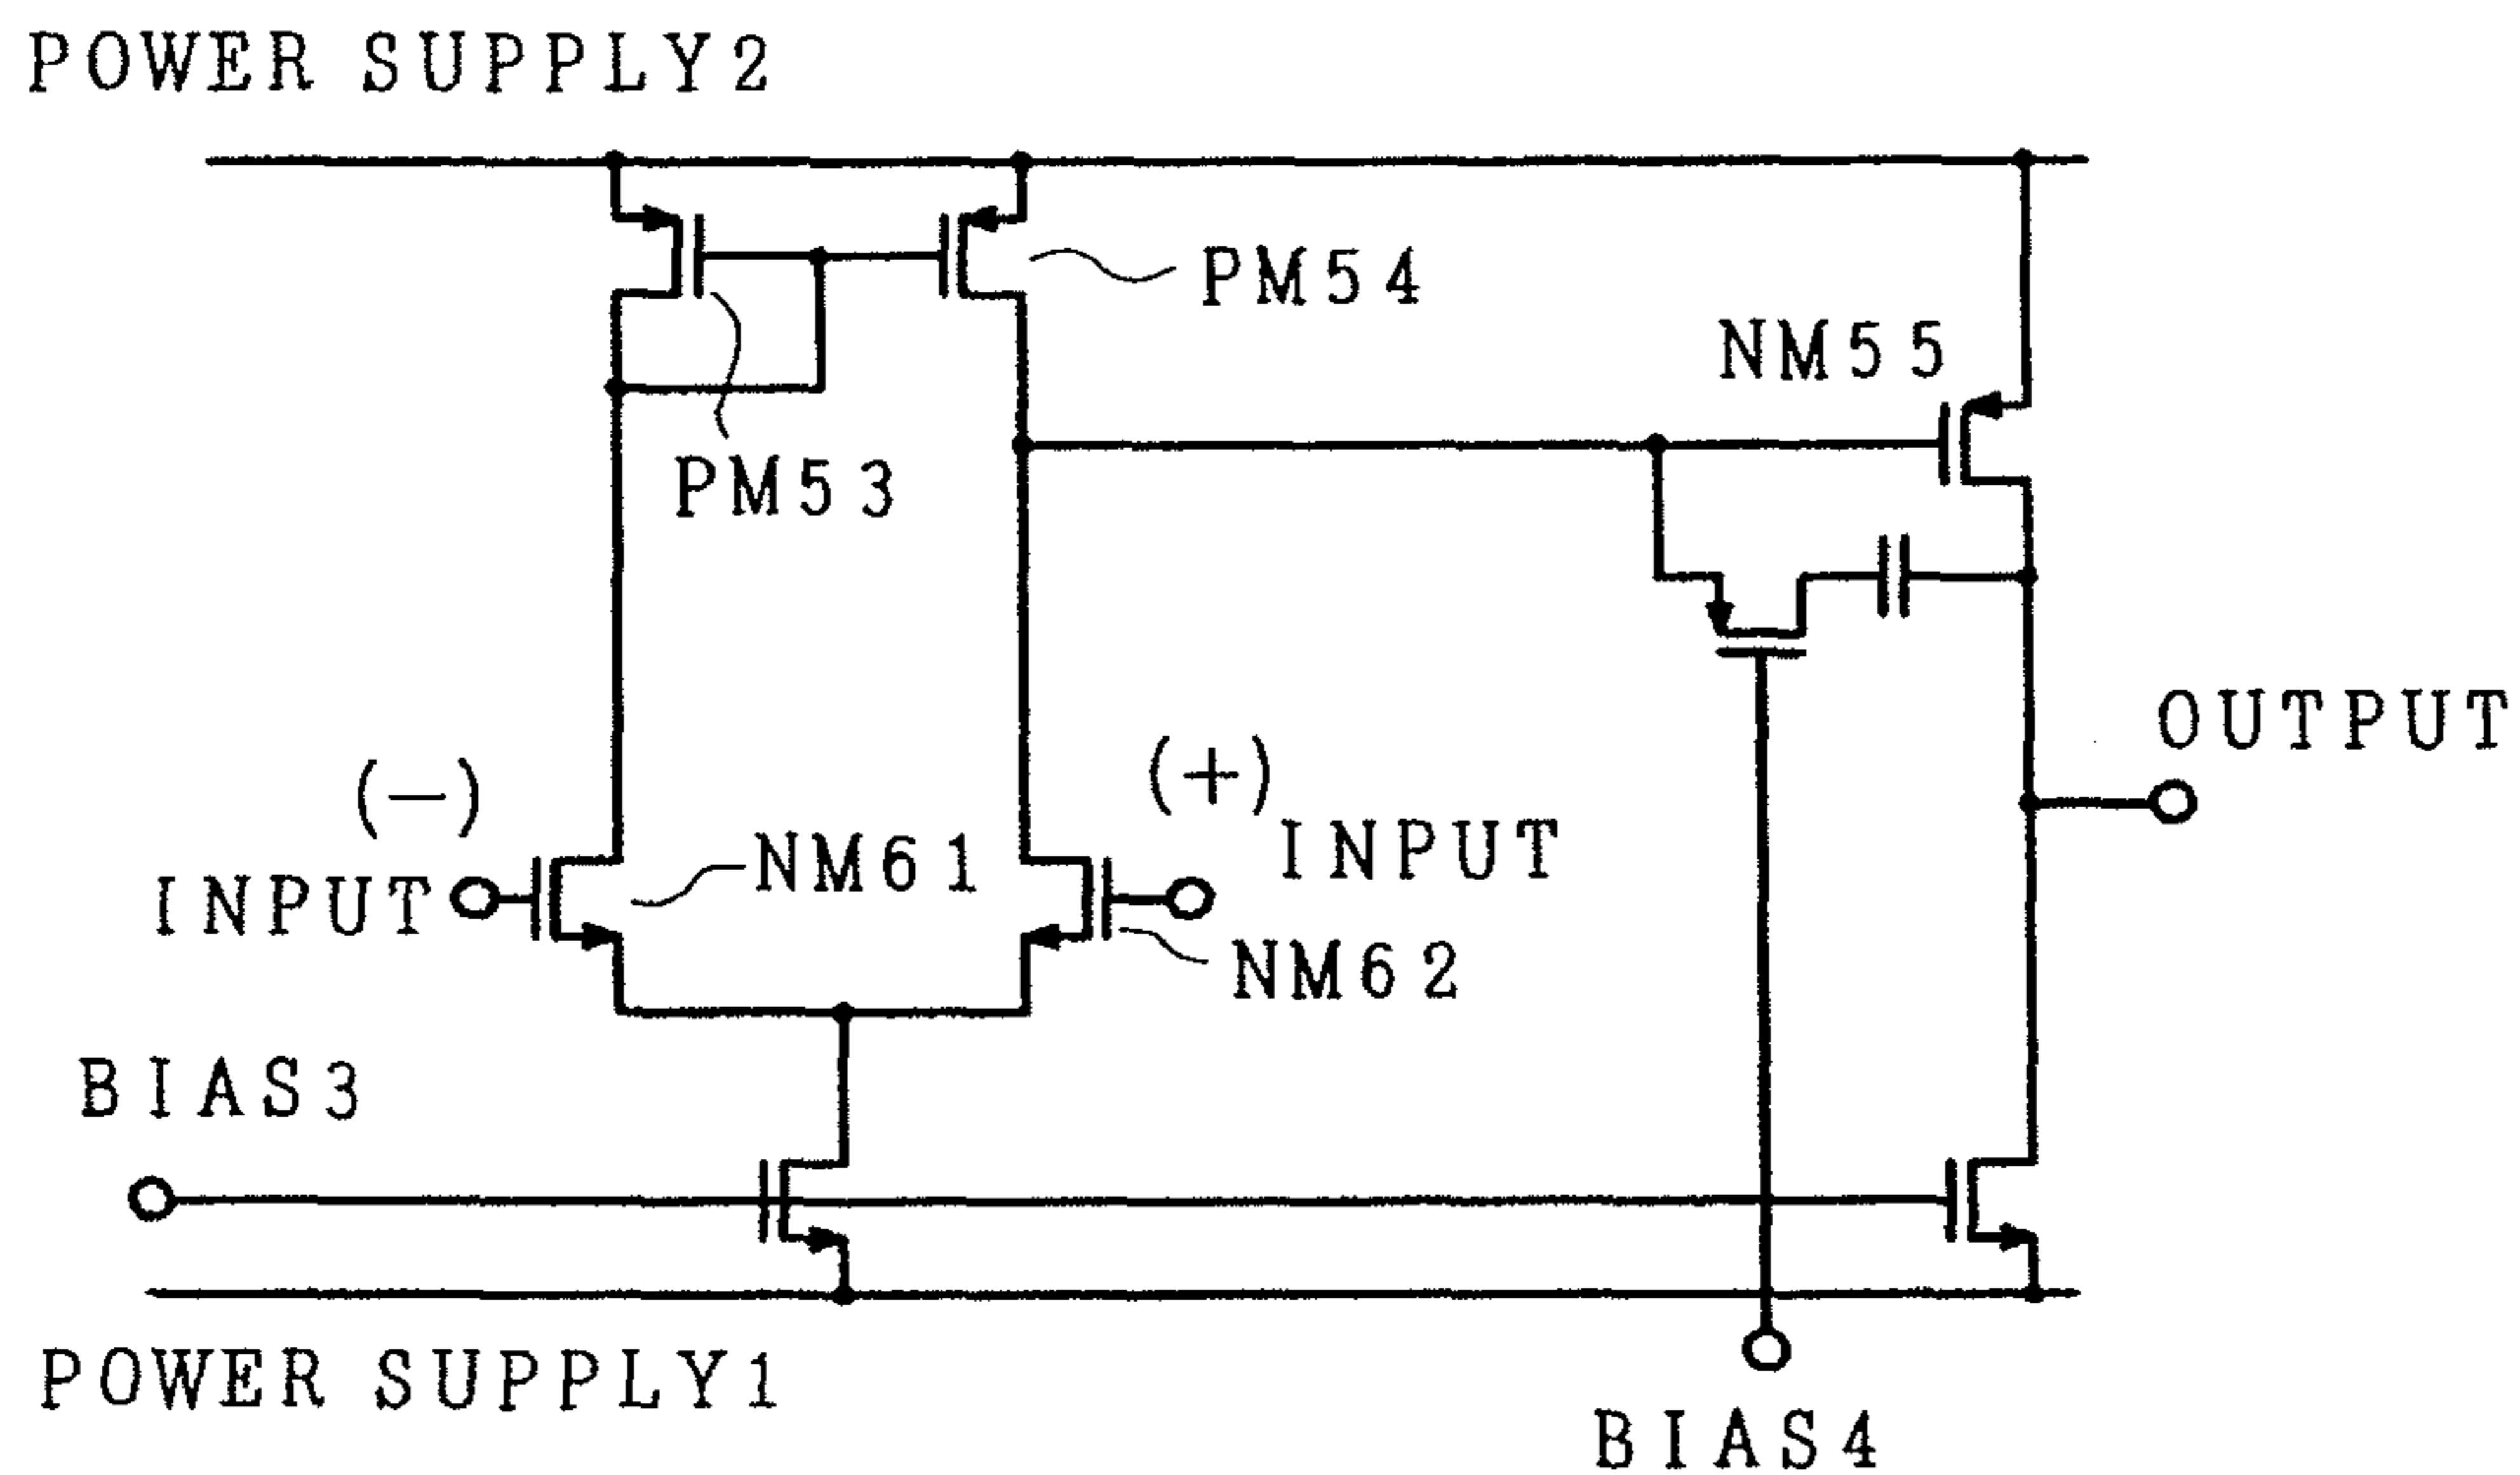 POWER SUPPLY2
PM54
NM55
PM53
OUTPUT
(−)
(+)
INPUT
NM61
INPUT
NM62
BIAS3
POWER SUPPLY1
BIAS4